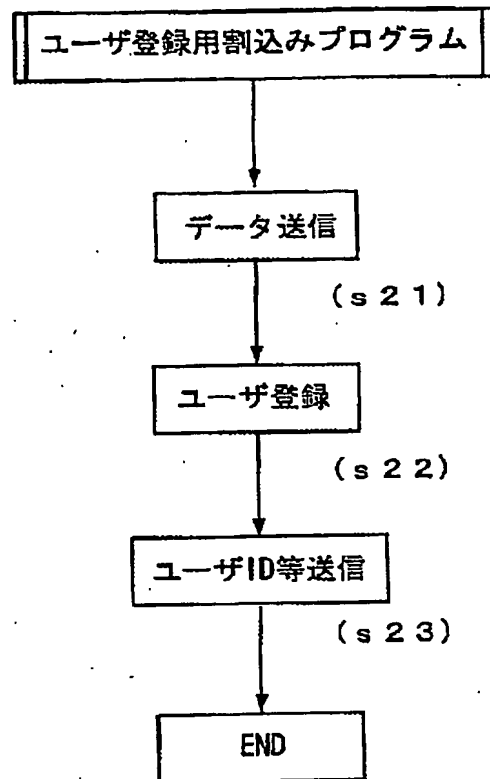 ユーザ登録用割込みプログラム
データ送信
(s21)
ユーザ登録
(s22)
ユーザID等送信
(s23)
END